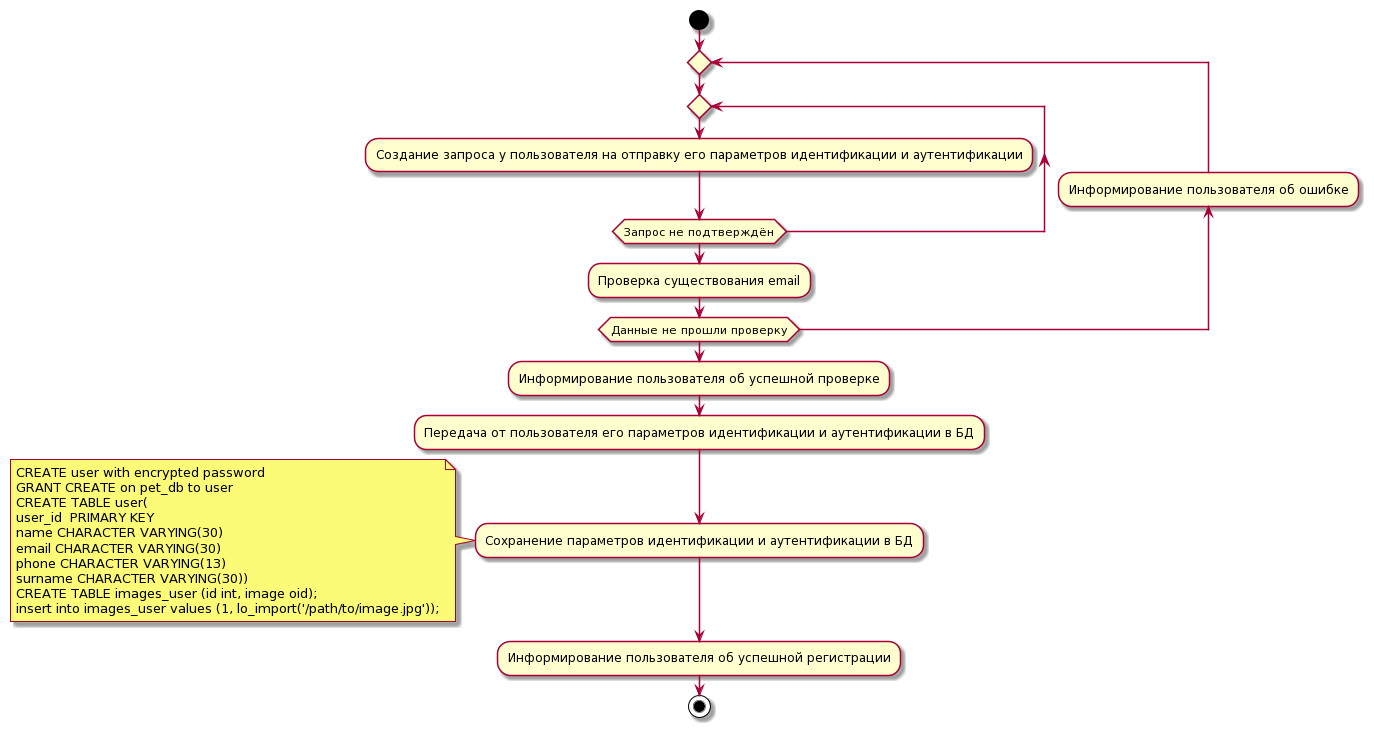 Создание запроса у пользователя на отправку его параметров идентификации и аутентификации
Информирование пользователя об ошибке
Запрос не подтверждён
Проверка существования email
Данные не прошли проверку
Информирование пользователя об успешной проверке
Передача от пользователя его параметров идентификации и аутентификации в БД
CREATE user with encrypted password
GRANT CREATE on pet_db to user
CREATE TABLE user(
user_id  PRIMARY KEY
name CHARACTER VARYING(30)
email CHARACTER VARYING(30)
phone CHARACTER VARYING(13)
surname CHARACTER VARYING(30))
CREATE TABLE images_user (id int, image oid);
insert into images_user values (1, lo_import('/path/to/image.jpg'));
Сохранение параметров идентификации и аутентификации в БД
Информирование пользователя об успешной регистрации